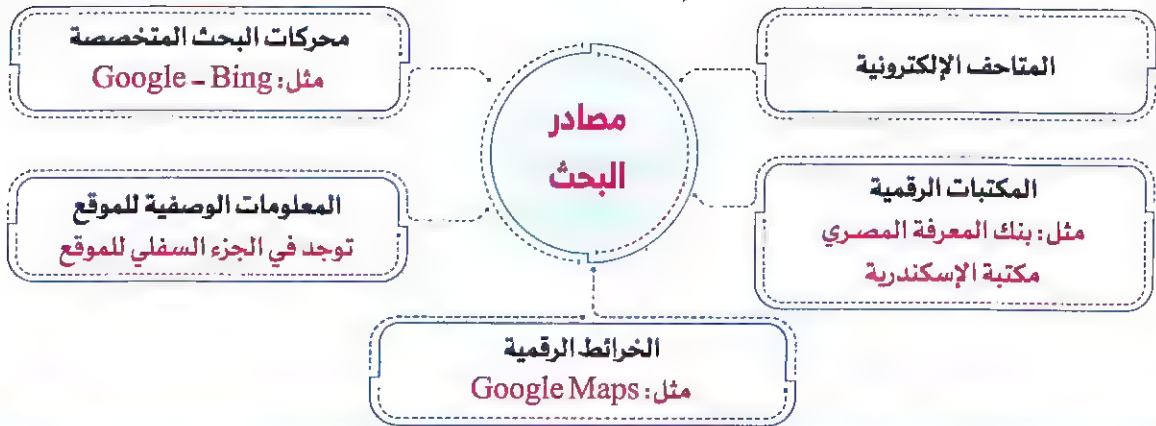 مصادر
البحث
المتاحف الإلكترونية
المكتبات الرقمية
مثل: بنك المعرفة المصري
مكتبة الإسكندرية
الخرائط الرقمية
مثل: Google Maps
المعلومات الوصفية للموقع
توجد في الجزء السفلي للموقع
محركات البحث المتخصصة
مثل: Google – Bing